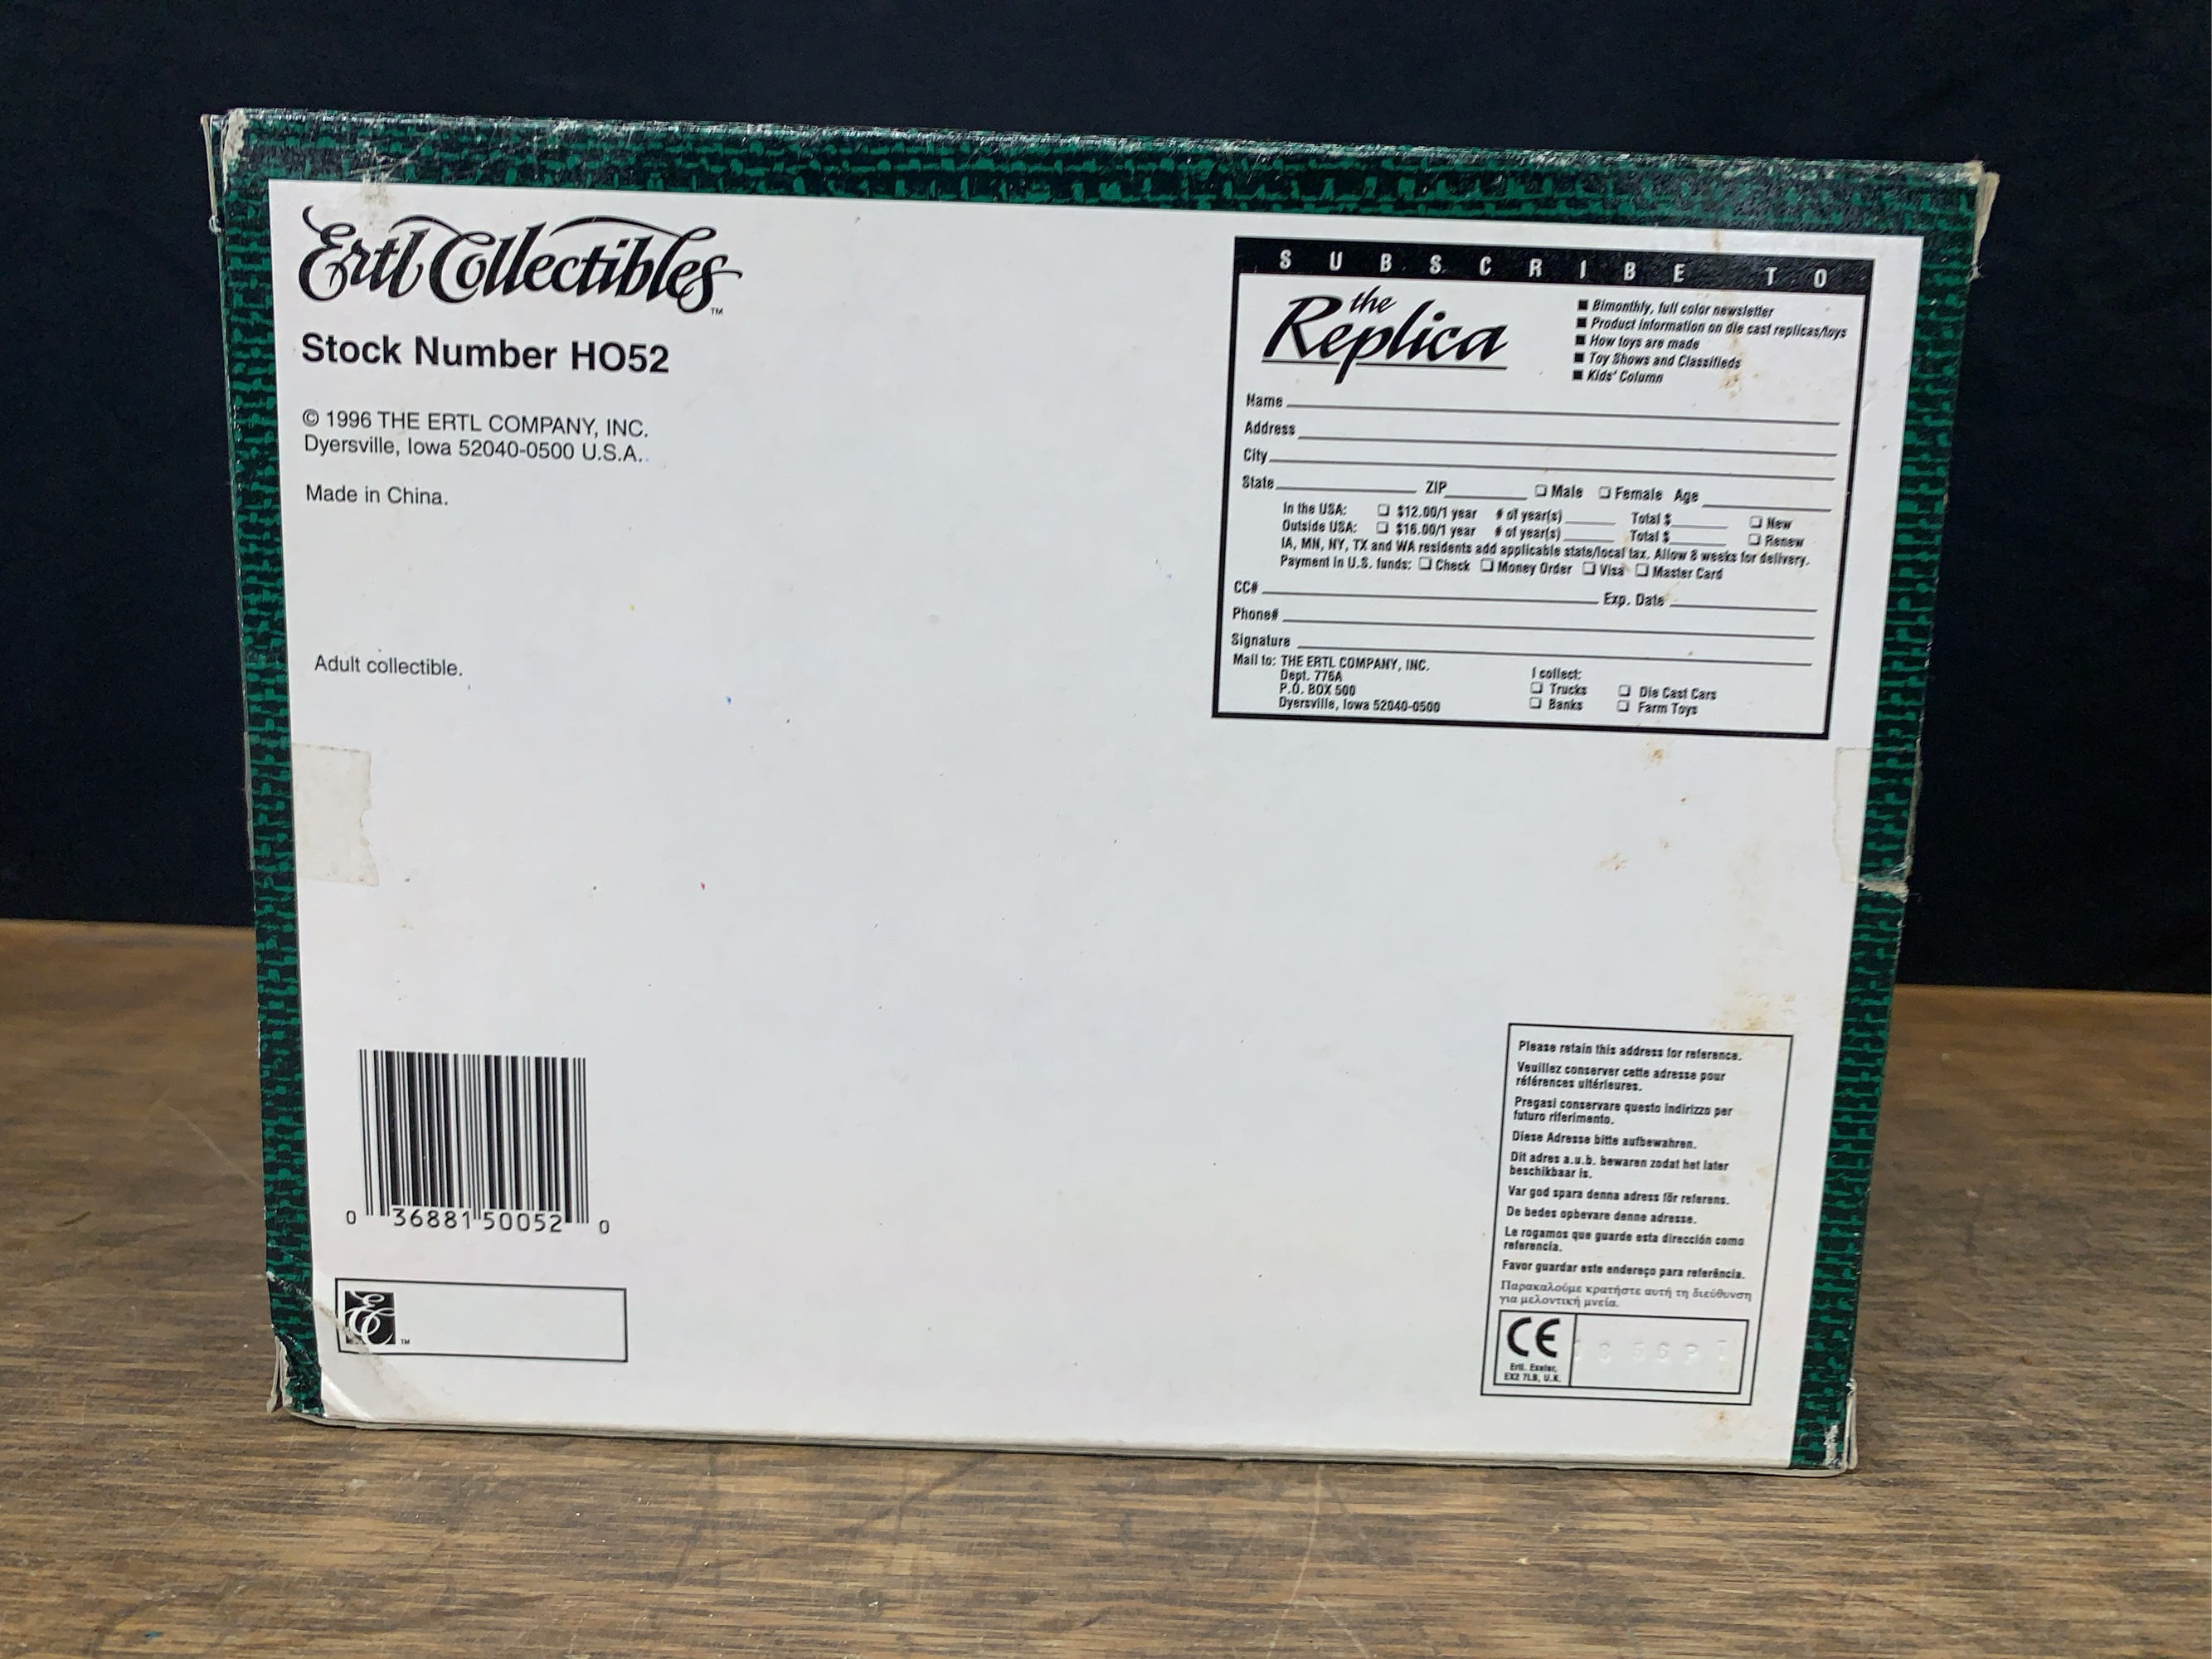 Ertl Collectibles™
Stock Number HO52
© 1996 THE ERTL COMPANY, INC.
Dyersville, Iowa 52040-0500 U.S.A.
Made in China.
Adult collectible.
0 36881 50052 0
EC™
SUBSCRIBE TO
the
Replica
■ Bimonthly, full color newsletter
■ Product information on die cast replicas/toys
■ How toys are made
■ Toy Shows and Classifieds
■ Kids' Column
Name
Address
City
State ZIP ❏ Male ❏ Female Age
In the USA: ❏ $12.00/1 year # of year(s) Total $ ❏ New
Outside USA: ❏ $16.00/1 year # of year(s) Total $ ❏ Renew
IA, MN, NY, TX and WA residents add applicable state/local tax. Allow 8 weeks for delivery.
Payment in U.S. funds: ❏ Check ❏ Money Order ❏ Visa ❏ Master Card
CC# Exp. Date
Phone#
Signature
Mail to: THE ERTL COMPANY, INC.
Dept. 776A
P.O. BOX 500
Dyersville, Iowa 52040-0500
I collect:
❏ Trucks ❏ Die Cast Cars
❏ Banks ❏ Farm Toys
Please retain this address for reference.
Veuillez conserver cette adresse pour
références ultérieures.
Pregasi conservare questo indirizzo per
futuro riferimento.
Diese Adresse bitte aufbewahren.
Dit adres a.u.b. bewaren zodat het later
beschikbaar is.
Var god spara denna adress för referens.
De bedes opbevare denne adresse.
Le rogamos que guarde esta dirección como
referencia.
Favor guardar este endereço para referência.
Παρακαλούμε κρατήστε αυτή τη διεύθυνση
για μελοντική μνεία.
CE
Ertl. Exeter,
EX2 7LB, U.K.